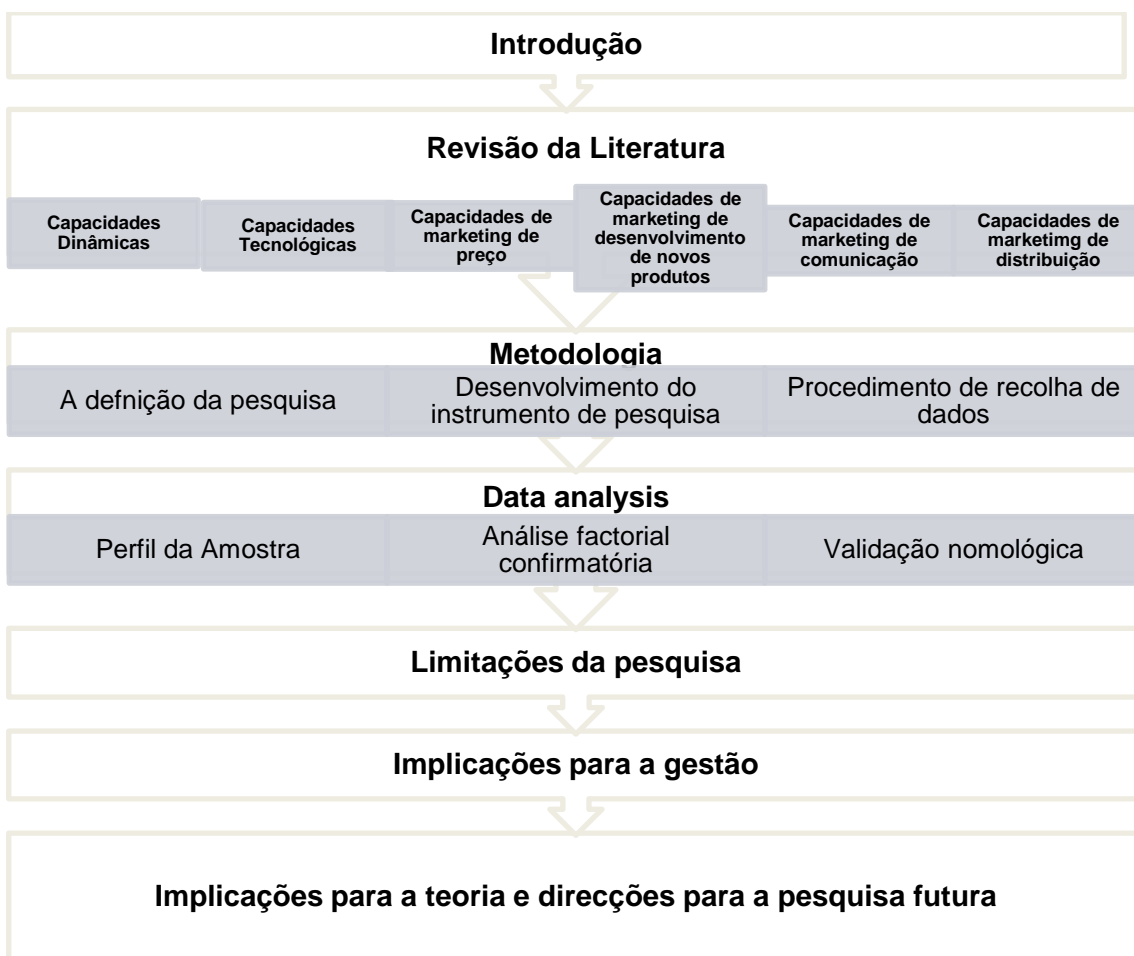 Introdução
Revisão da Literatura
Capacidades
Dinâmicas
Capacidades
Tecnológicas
Capacidades de
marketing de
preço
Capacidades de
marketing de
desenvolvimento
de novos
produtos
Capacidades de
marketing de
comunicação
Capacidades de
marketimg de
distribuição
Metodologia
A defnição da pesquisa
Desenvolvimento do
instrumento de pesquisa
Procedimento de recolha de
dados
Data analysis
Perfil da Amostra
Análise factorial
confirmatória
Validação nomológica
Limitações da pesquisa
Implicações para a gestão
Implicações para a teoria e direcções para a pesquisa futura